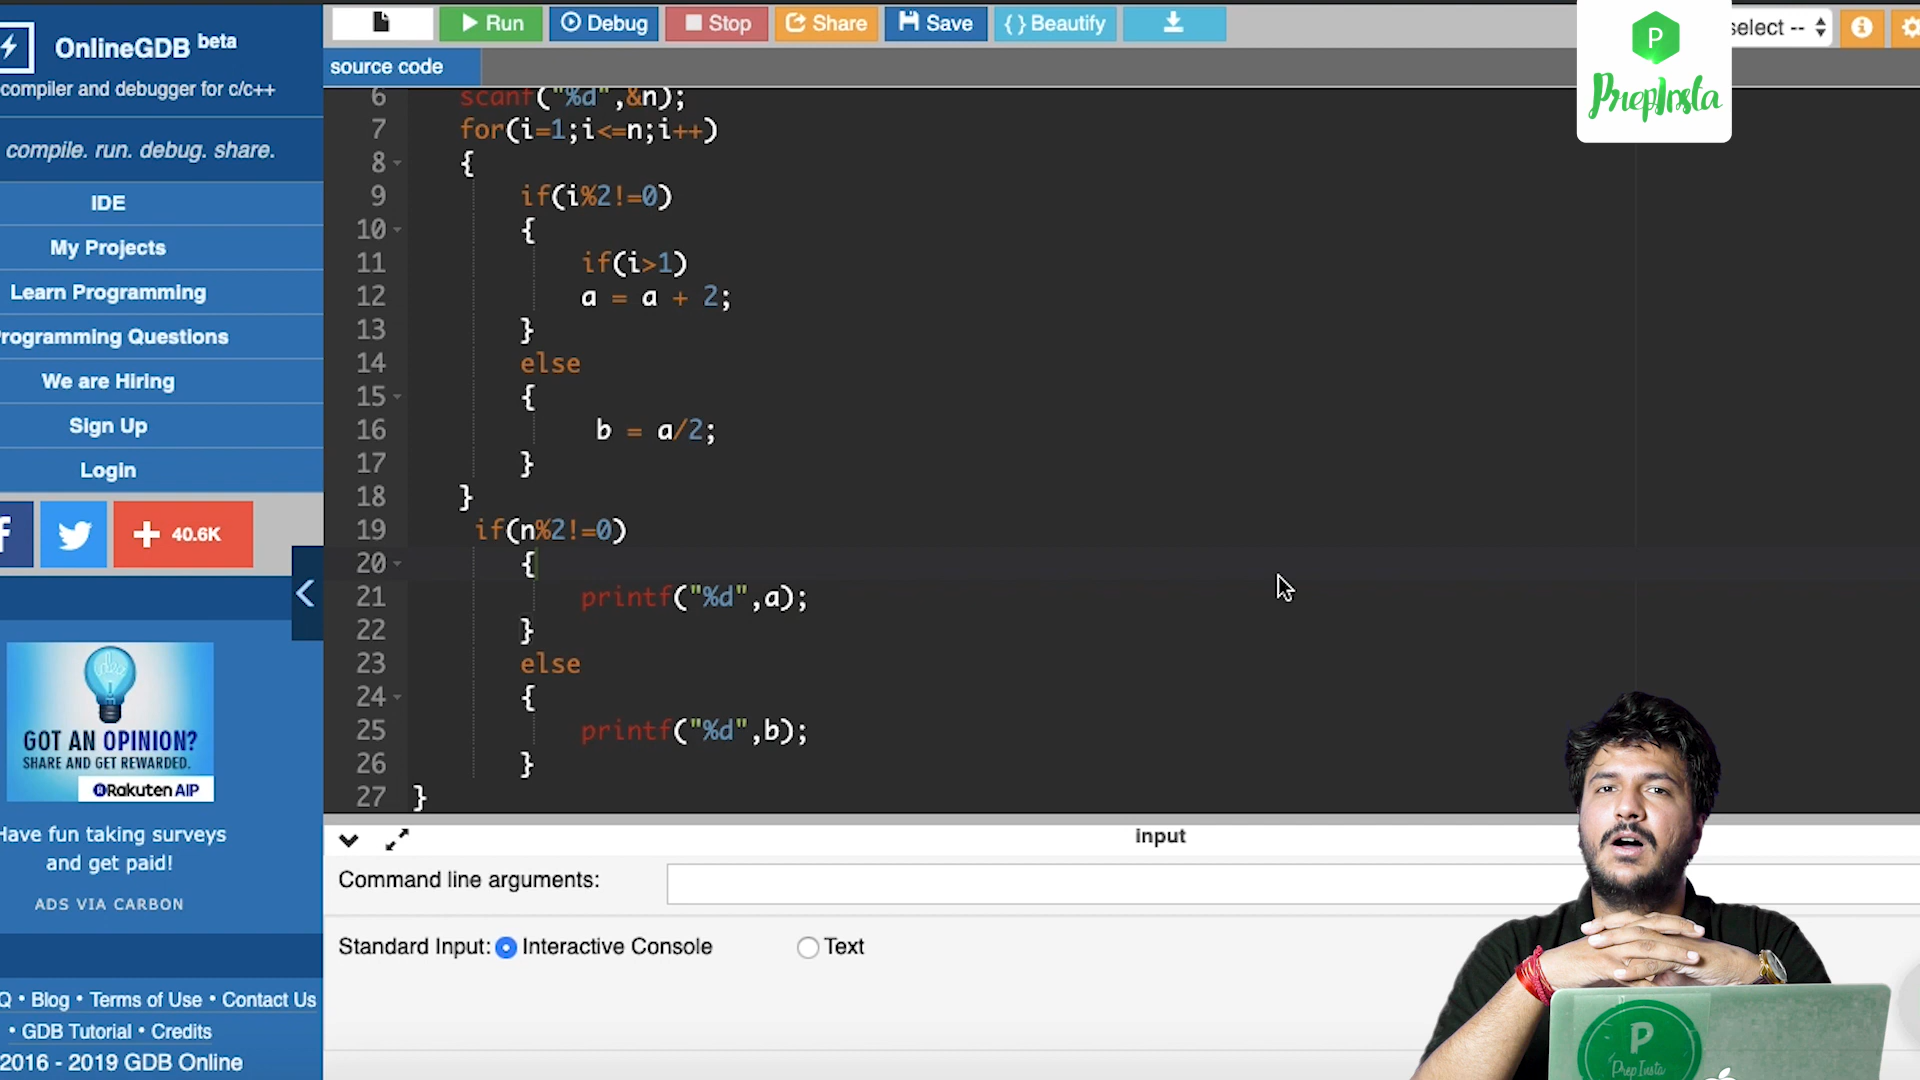 OnlineGDB beta
compiler and debugger for c/c++
compile. run. debug. share.
IDE
My Projects
Learn Programming
Programming Questions
We are Hiring
Sign Up
Login
f
+ 40.6K
GOT AN OPINION?
SHARE AND GET REWARDED.
Rakuten AIP
Have fun taking surveys
and get paid!
ADS VIA CARBON
Q • Blog • Terms of Use • Contact Us
• GDB Tutorial • Credits
2016 - 2019 GDB Online
Run Debug Stop Share Save {} Beautify
select --
P
PrepInsta
source code
6 scanf("%d",&n);
7 for(i=1;i<=n;i++)
8 {
9 if(i%2!=0)
10 {
11 if(i>1)
12 a = a + 2;
13 }
14 else
15 {
16 b = a/2;
17 }
18 }
19 if(n%2!=0)
20 {
21 printf("%d",a);
22 }
23 else
24 {
25 printf("%d",b);
26 }
27 }
input
Command line arguments:
Standard Input: Interactive Console Text
P
PrepInsta